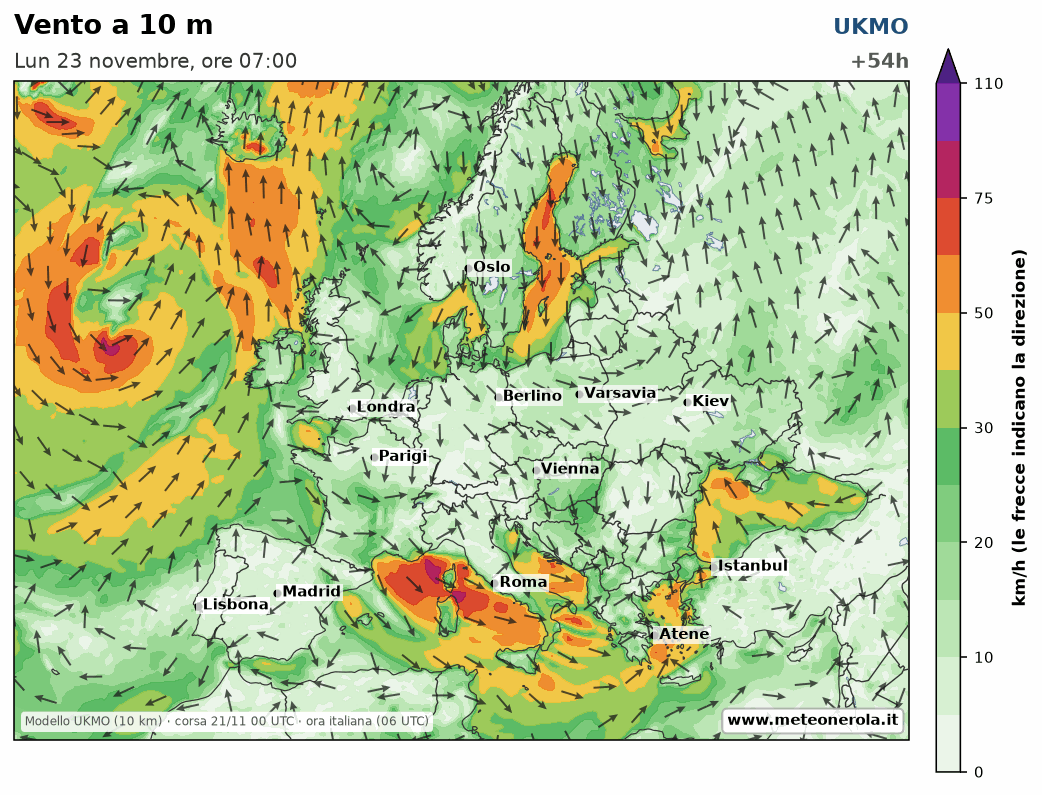 Vento a 10 m
UKMO
Lun 23 novembre, ore 07:00
+54h
110
75
50
30
20
10
0
km/h (le frecce indicano la direzione)
Oslo
Berlino
Varsavia
Kiev
Londra
Parigi
Vienna
Istanbul
Roma
Madrid
Lisbona
Atene
Modello UKMO (10 km) · corsa 21/11 00 UTC · ora italiana (06 UTC)
www.meteonerola.it